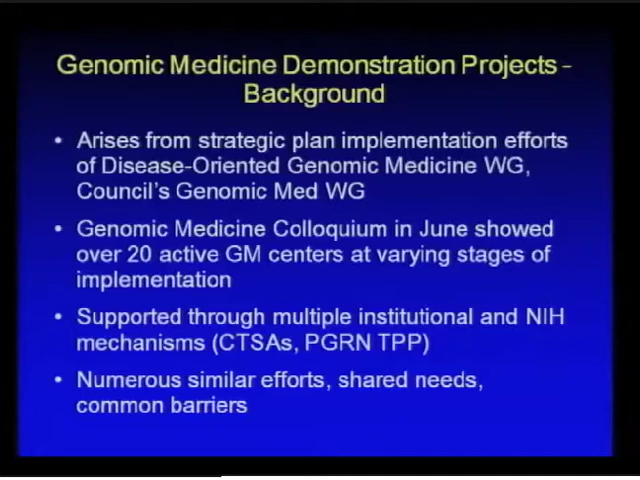 Genomic Medicine Demonstration Projects -
Background
• Arises from strategic plan implementation efforts
of Disease-Oriented Genomic Medicine WG,
Council's Genomic Med WG
• Genomic Medicine Colloquium in June showed
over 20 active GM centers at varying stages of
implementation
• Supported through multiple institutional and NIH
mechanisms (CTSAs, PGRN TPP)
• Numerous similar efforts, shared needs,
common barriers